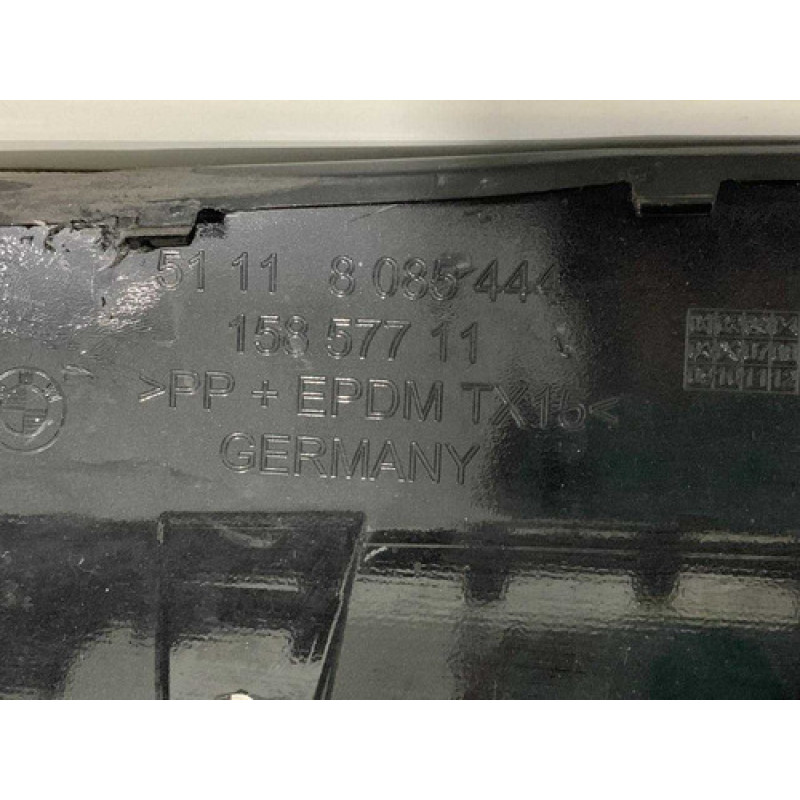 51 11 8 085 444
158 577 11
>PP + EPDM TX15<
GERMANY